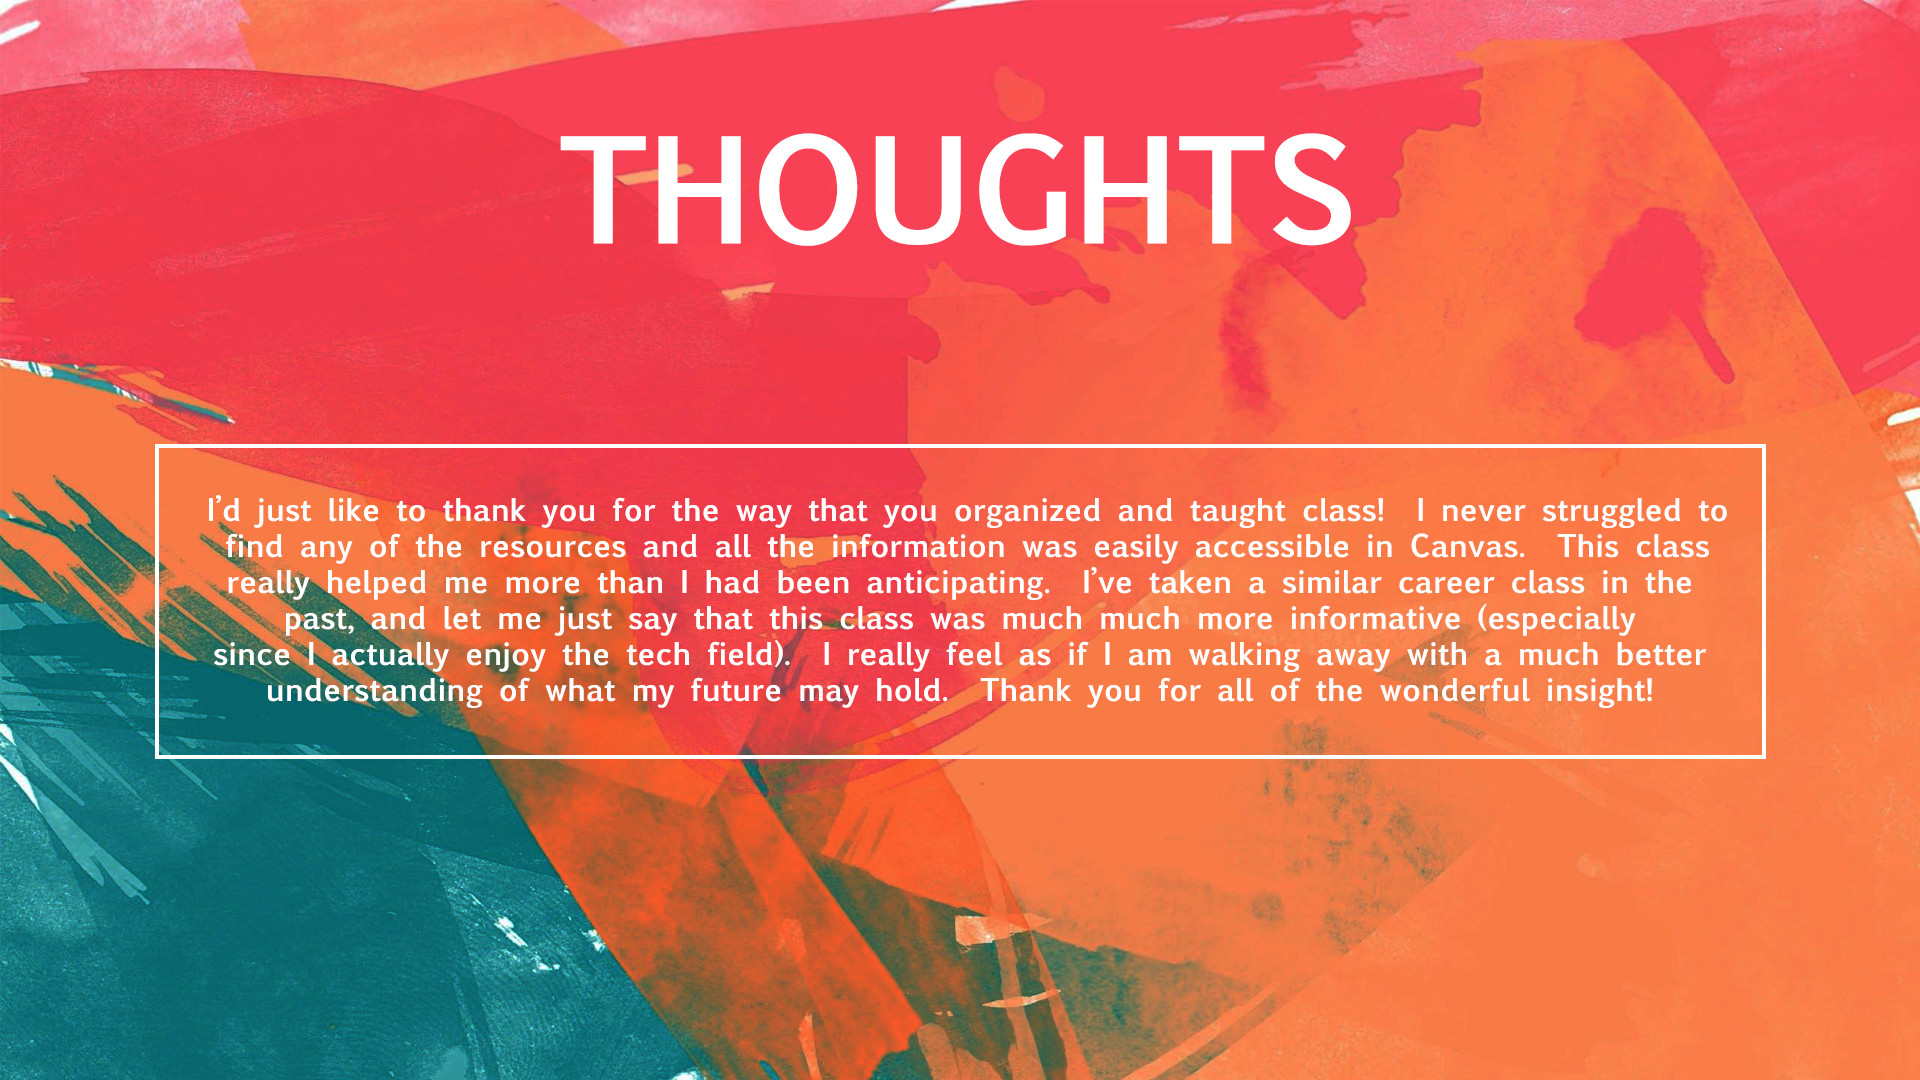 THOUGHTS
I’d just like to thank you for the way that you organized and taught class!  I never struggled to
find any of the resources and all the information was easily accessible in Canvas.  This class
really helped me more than I had been anticipating.  I’ve taken a similar career class in the
past, and let me just say that this class was much much more informative (especially
since I actually enjoy the tech field).  I really feel as if I am walking away with a much better
understanding of what my future may hold.  Thank you for all of the wonderful insight!